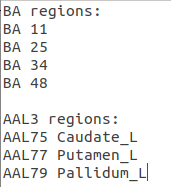 BA regions:
BA 11
BA 25
BA 34
BA 48

AAL3 regions:
AAL75 Caudate_L
AAL77 Putamen_L
AAL79 Pallidum_L